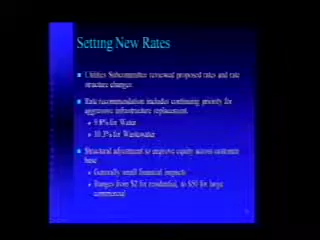 Setting New Rates
Utilities Subcommittee reviewed proposed rates and rate
structure changes
Rate recommendation includes continuing priority for
aggressive infrastructure replacement.
9.8% for Water
10.3% for Wastewater
Structural adjustment to improve equity across customer
base
Generally small financial impacts
Ranges from $2 for residential, to $50 for large
commercial